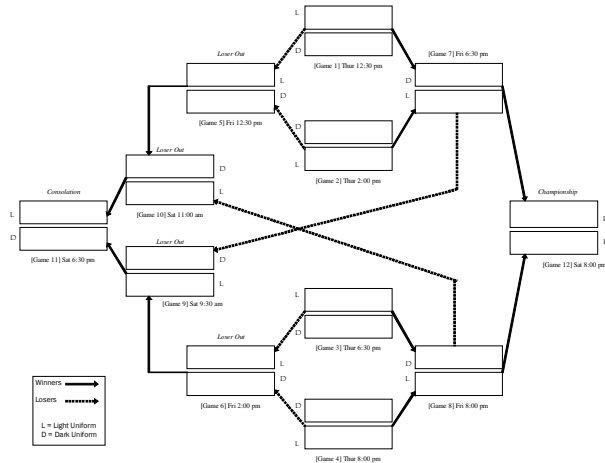 L
Loser Out
[Game 7] Fri 6:30 pm
D
[Game 1] Thur 12:30 pm
L
D
D
L
[Game 5] Fri 12:30 pm
D
Loser Out
L
[Game 2] Thur 2:00 pm
D
Consolation
L
Championship
L
[Game 10] Sat 11:00 am
L
D
Loser Out
D
D
[Game 11] Sat 6:30 pm
[Game 12] Sat 8:00 pm
L
[Game 9] Sat 9:30 am
L
D
Loser Out
[Game 3] Thur 6:30 pm
L
D
D
L
[Game 6] Fri 2:00 pm
D
[Game 8] Fri 8:00 pm
Winners
Losers
L
[Game 4] Thur 8:00 pm
L = Light Uniform
D = Dark Uniform